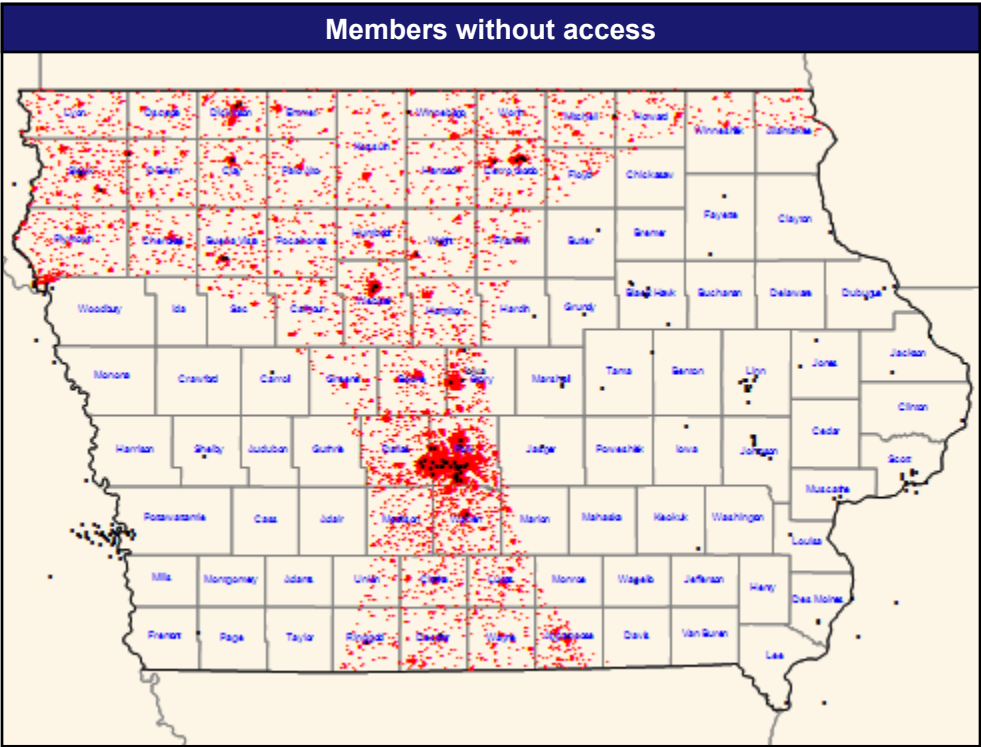 Members without access
Lyon
Osceola
Dickinson
Emmet
Winnebago
Worth
Mitchell
Howard
Winneshiek
Allamakee
Kossuth
O'Brien
Clay
Palo Alto
Hancock
Cerro Gordo
Floyd
Chickasaw
Plymouth
Cherokee
Buena Vista
Pocahontas
Humboldt
Wright
Franklin
Butler
Bremer
Fayette
Clayton
Woodbury
Ida
Sac
Calhoun
Webster
Hamilton
Hardin
Grundy
Black Hawk
Buchanan
Delaware
Dubuque
Monona
Crawford
Carroll
Greene
Boone
Story
Marshall
Tama
Benton
Linn
Jones
Jackson
Clinton
Harrison
Shelby
Audubon
Guthrie
Dallas
Jasper
Poweshiek
Iowa
Johnson
Cedar
Scott
Muscatine
Pottawattamie
Cass
Adair
Madison
Warren
Marion
Mahaska
Keokuk
Washington
Louisa
Mills
Montgomery
Adams
Union
Clarke
Lucas
Monroe
Wapello
Jefferson
Henry
Des Moines
Fremont
Page
Taylor
Ringgold
Decatur
Wayne
Appanoose
Davis
Van Buren
Lee